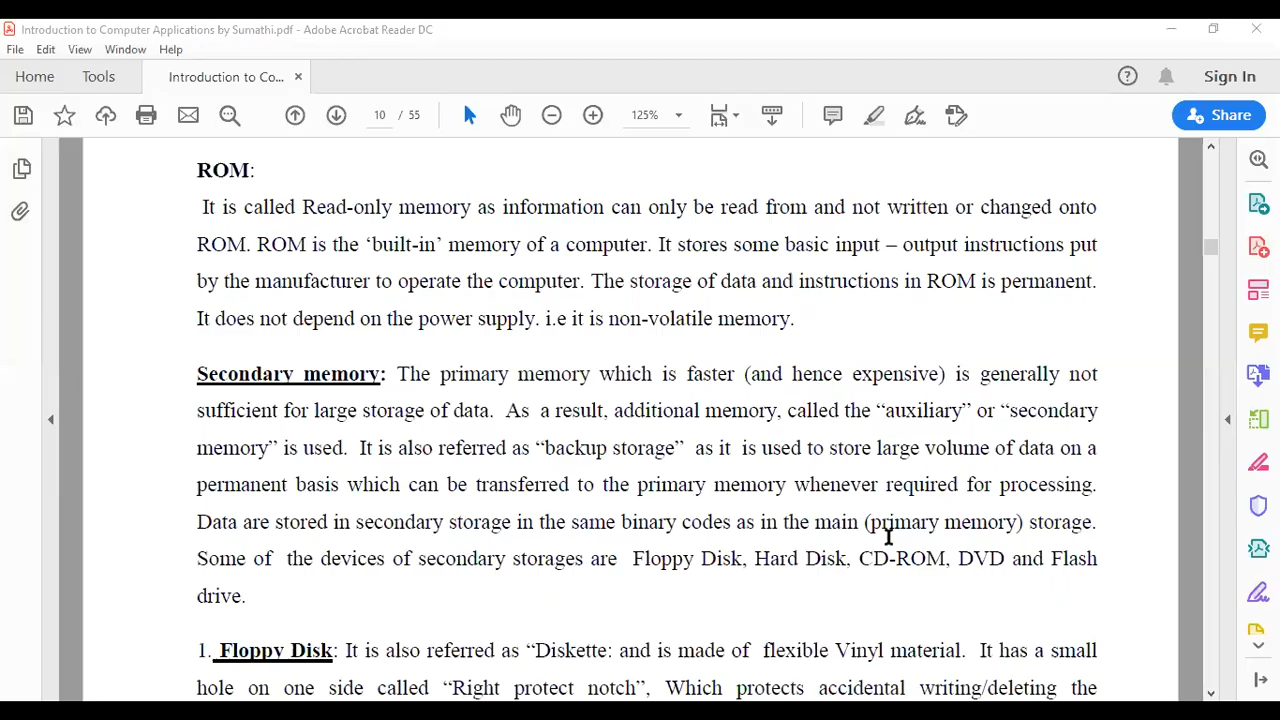 Introduction to Computer Applications by Sumathi.pdf - Adobe Acrobat Reader DC
File Edit View Window Help
Home Tools Introduction to Co... × Sign In
10 / 55 125% Share
ROM:
It is called Read-only memory as information can only be read from and not written or changed onto
ROM. ROM is the ‘built-in’ memory of a computer. It stores some basic input – output instructions put
by the manufacturer to operate the computer. The storage of data and instructions in ROM is permanent.
It does not depend on the power supply. i.e it is non-volatile memory.
Secondary memory: The primary memory which is faster (and hence expensive) is generally not
sufficient for large storage of data. As a result, additional memory, called the “auxiliary” or “secondary
memory” is used. It is also referred as “backup storage” as it is used to store large volume of data on a
permanent basis which can be transferred to the primary memory whenever required for processing.
Data are stored in secondary storage in the same binary codes as in the main (primary memory) storage.
Some of the devices of secondary storages are Floppy Disk, Hard Disk, CD-ROM, DVD and Flash
drive.
1. Floppy Disk: It is also referred as “Diskette: and is made of flexible Vinyl material. It has a small
hole on one side called “Right protect notch”, Which protects accidental writing/deleting the